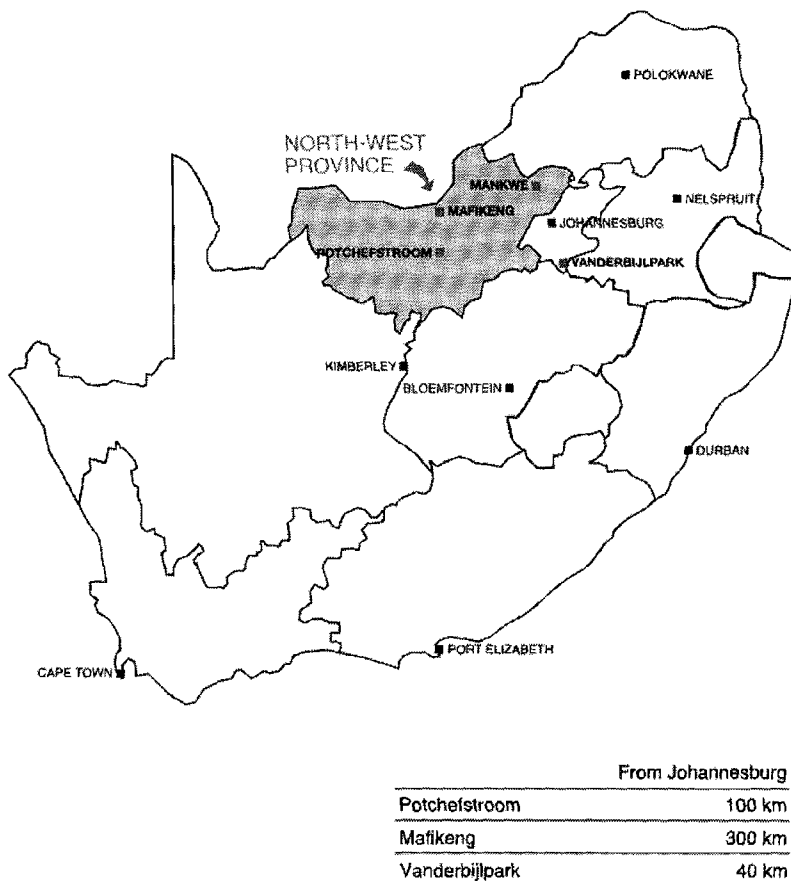 POLOKWANE
NORTH-WEST
PROVINCE
MANKWE
NELSPRUIT
MAFIKENG
JOHANNESBURG
POTCHEFSTROOM
VANDERBIJLPARK
KIMBERLEY
BLOEMFONTEIN
DURBAN
PORT ELIZABETH
CAPE TOWN
From Johannesburg
Potchefstroom 100 km
Mafikeng 300 km
Vanderbijlpark 40 km